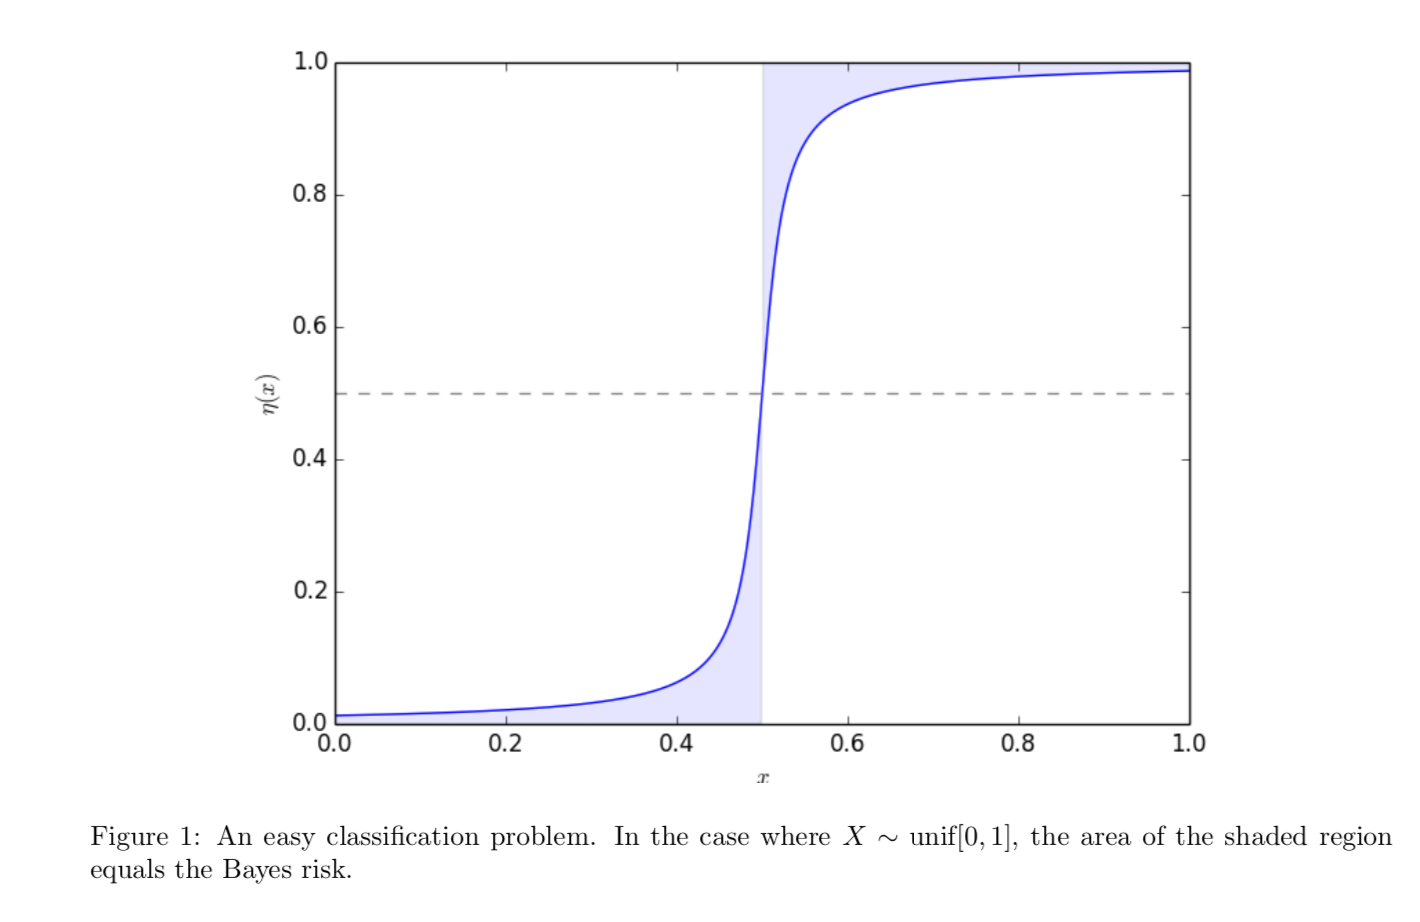 1.0
0.8
0.6
η(x)
0.4
0.2
0.0
0.0 0.2 0.4 0.6 0.8 1.0
x
Figure 1: An easy classification problem. In the case where X ∼ unif[0, 1], the area of the shaded region
equals the Bayes risk.